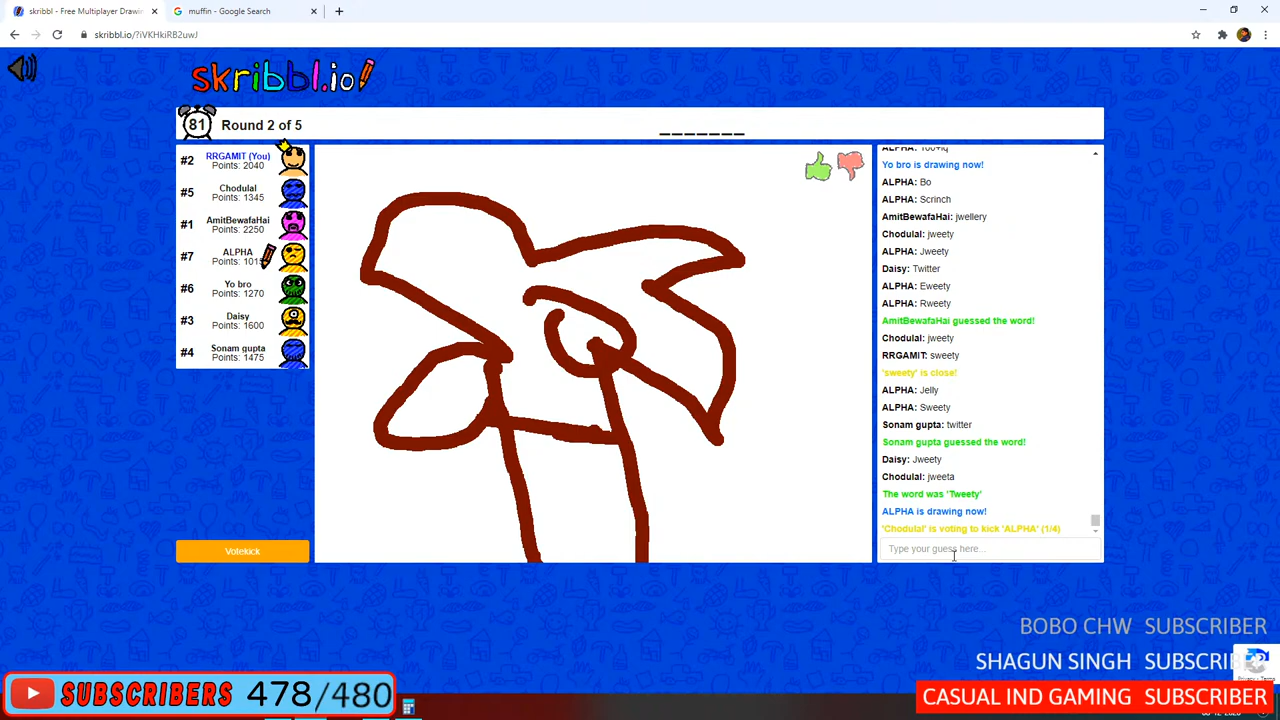 skribbl - Free Multiplayer Drawin
muffin - Google Search
skribbl.io/?iVKHkiRB2uwJ
skribbl.io
81 Round 2 of 5 _______
#2 RRGAMIT (You)
Points: 2040
#5 Chodulal
Points: 1345
#1 AmitBewafaHai
Points: 2250
#7 ALPHA
Points: 1015
#6 Yo bro
Points: 1270
#3 Daisy
Points: 1600
#4 Sonam gupta
Points: 1475
Votekick
Yo bro is drawing now!
ALPHA: Bo
ALPHA: Scrinch
AmitBewafaHai: jwellery
Chodulal: jweety
ALPHA: Jweety
Daisy: Twitter
ALPHA: Eweety
ALPHA: Rweety
AmitBewafaHai guessed the word!
Chodulal: jweety
RRGAMIT: sweety
'sweety' is close!
ALPHA: Jelly
ALPHA: Sweety
Sonam gupta: twitter
Sonam gupta guessed the word!
Daisy: Jweety
Chodulal: jweeta
The word was 'Tweety'
ALPHA is drawing now!
'Chodulal' is voting to kick 'ALPHA' (1/4)
Type your guess here...
BOBO CHW SUBSCRIBER
SHAGUN SINGH SUBSCRIB
CASUAL IND GAMING SUBSCRIBER
SUBSCRIBERS 478/480
Privacy - Terms